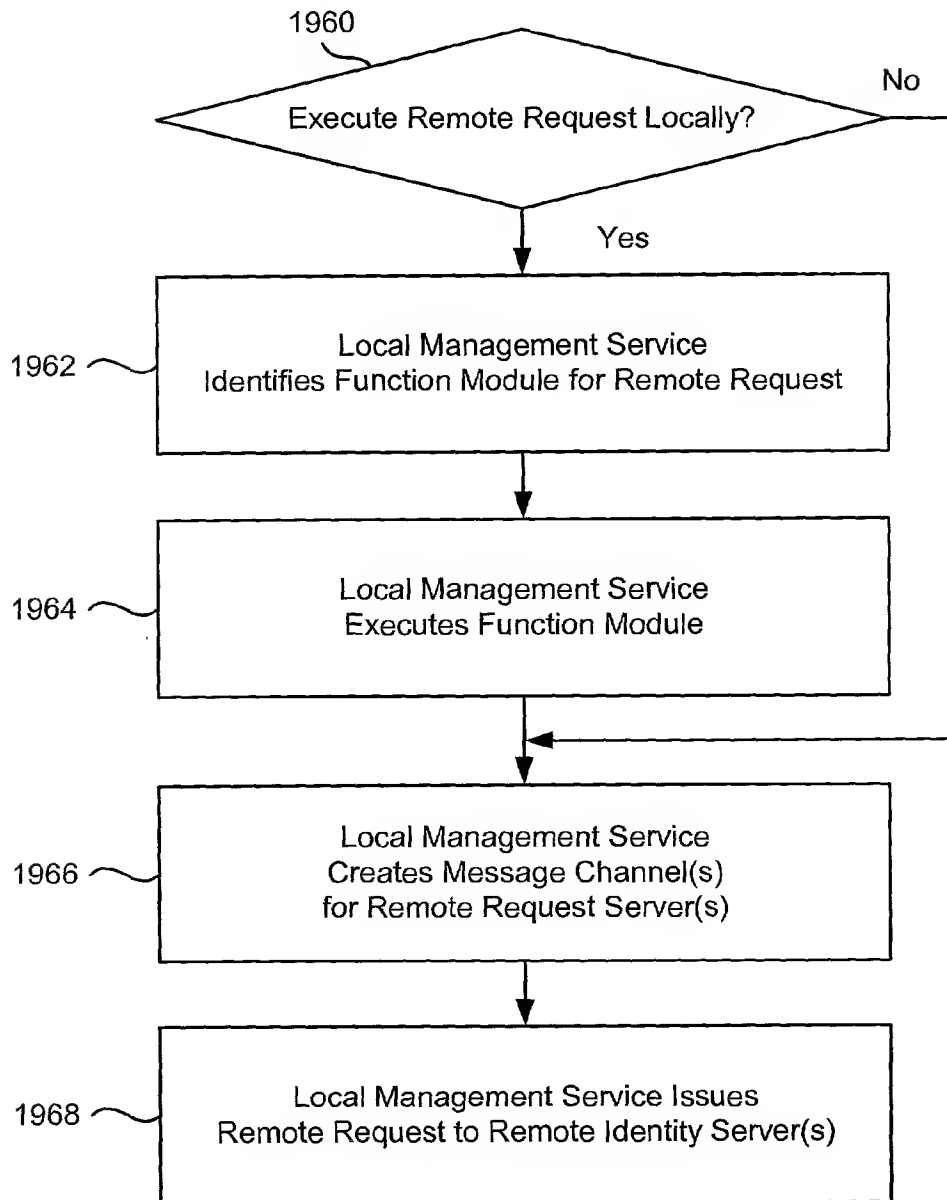 1960
Execute Remote Request Locally?
No
Yes
1962
Local Management Service
Identifies Function Module for Remote Request
1964
Local Management Service
Executes Function Module
1966
Local Management Service
Creates Message Channel(s)
for Remote Request Server(s)
1968
Local Management Service Issues
Remote Request to Remote Identity Server(s)